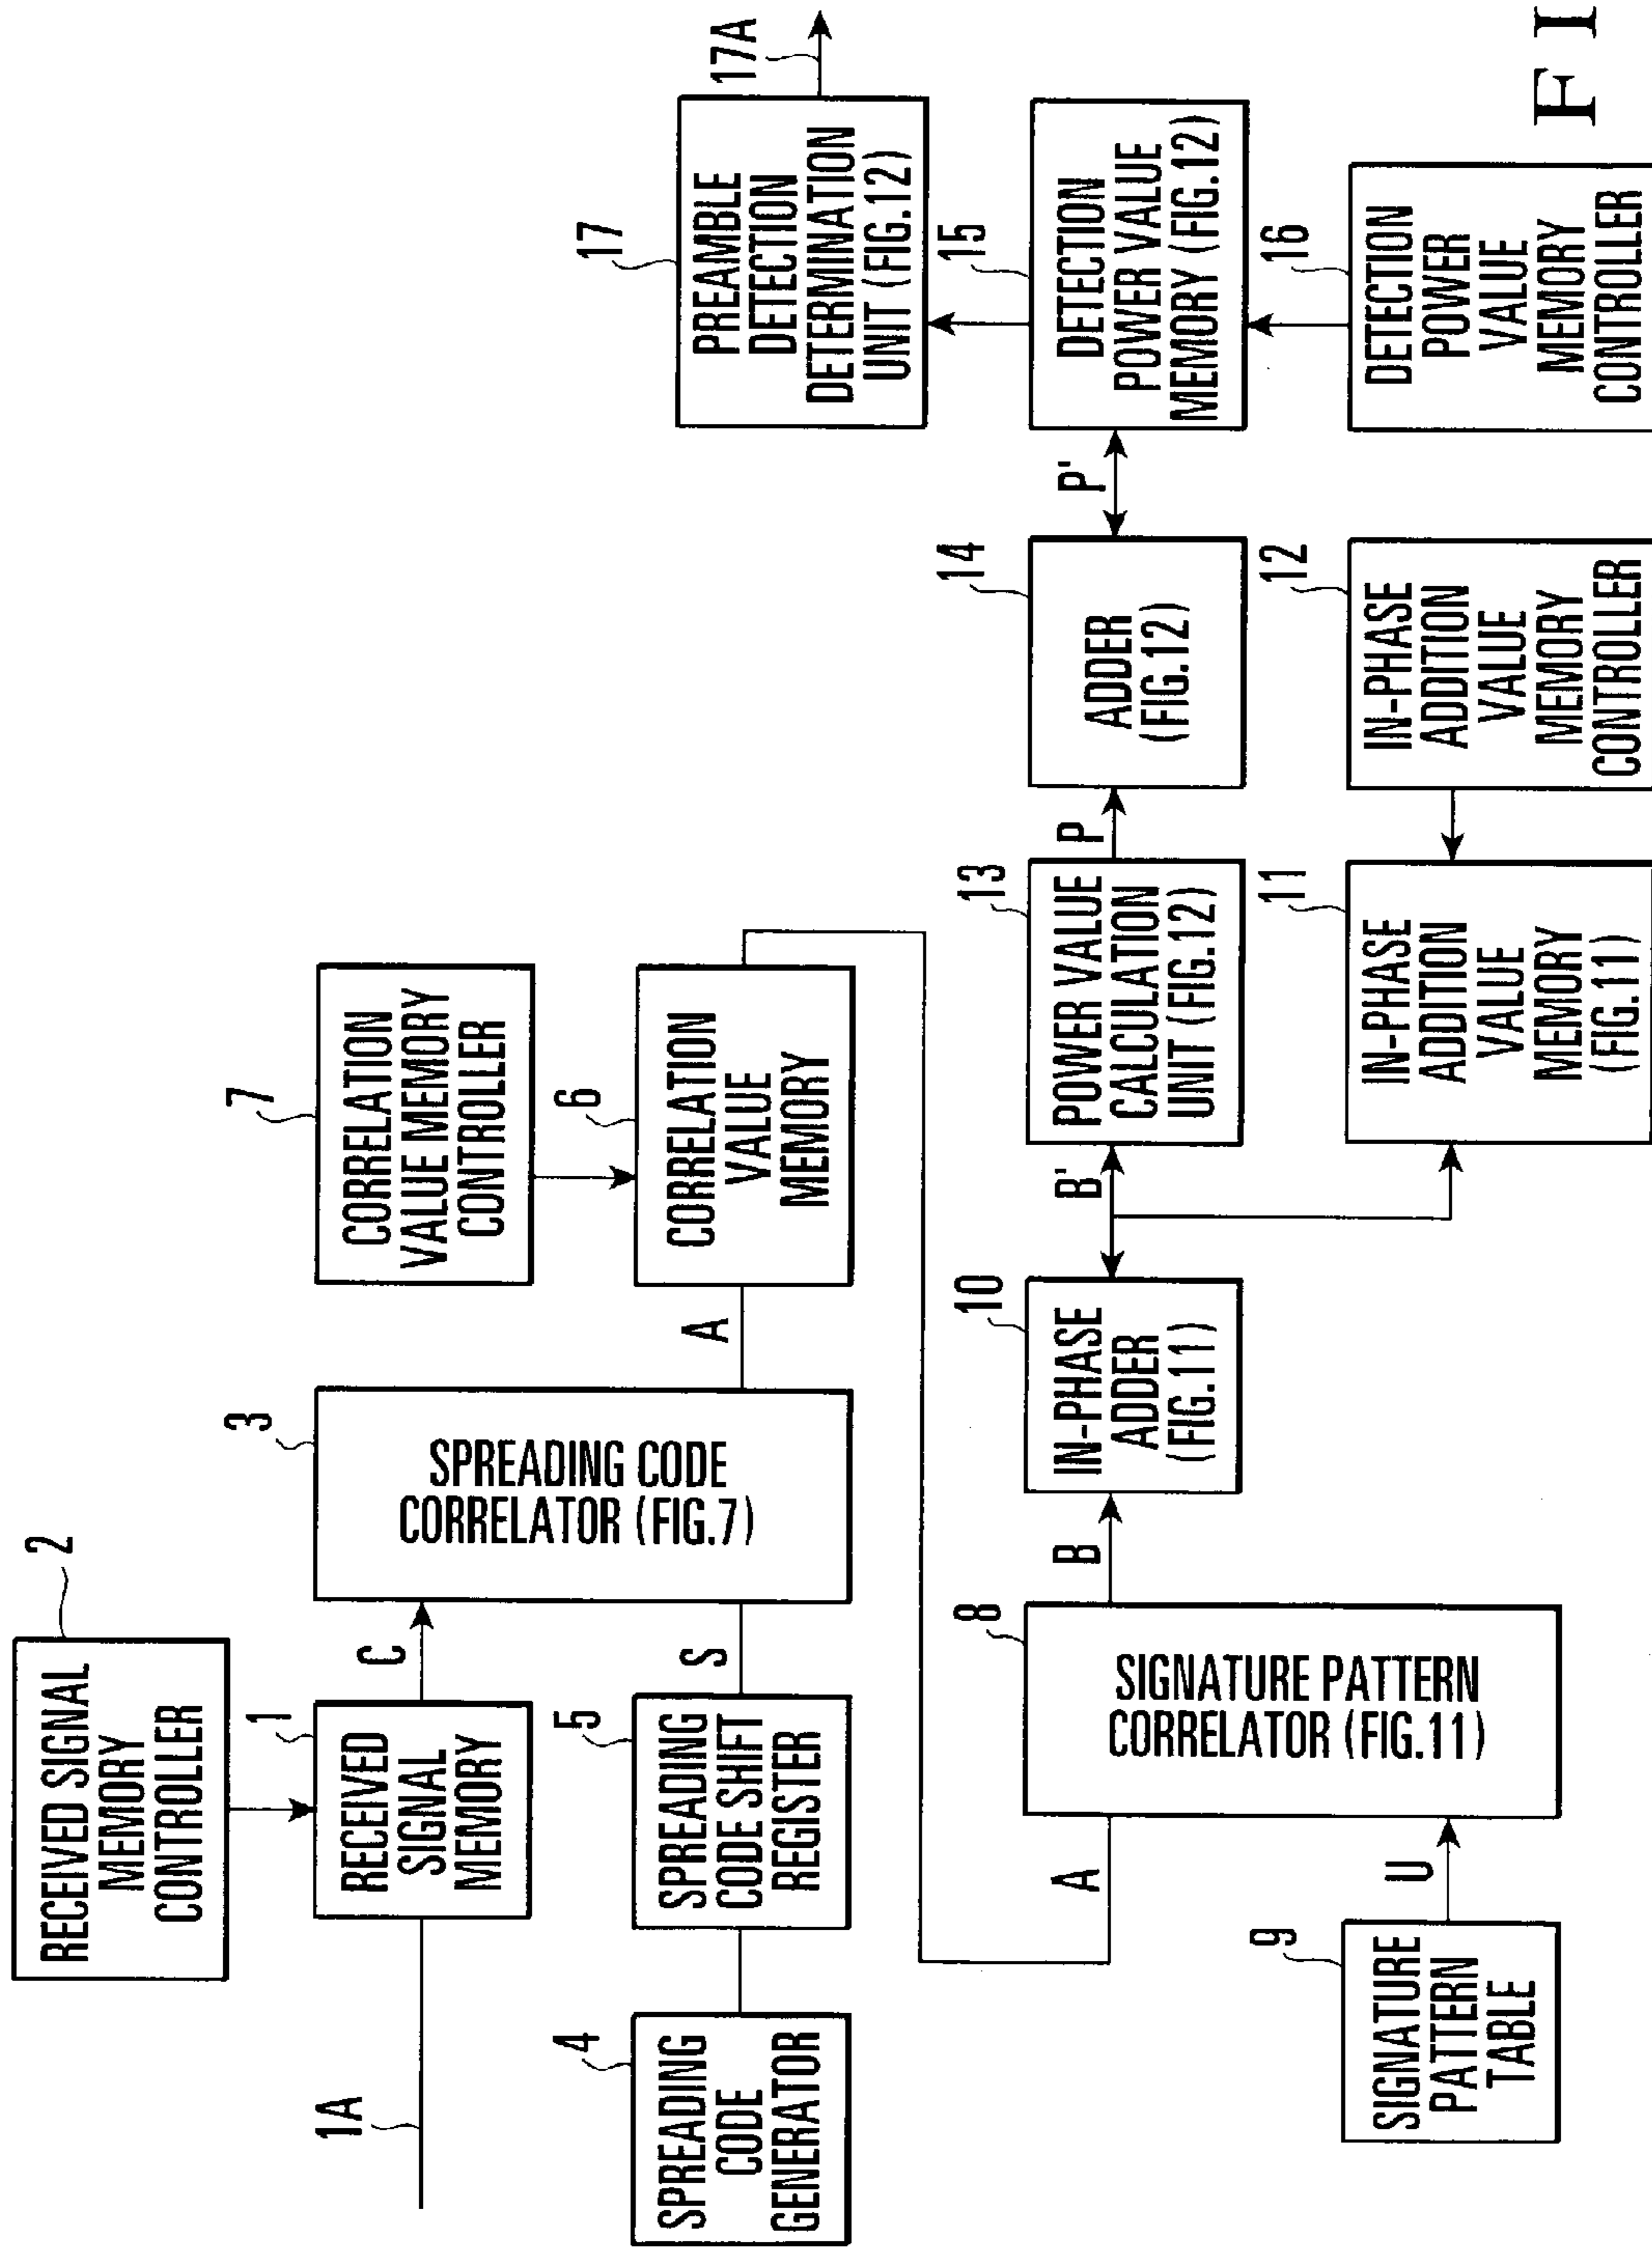 2
RECEIVED SIGNAL
MEMORY
CONTROLLER
1A
1
RECEIVED
SIGNAL
MEMORY
C
3
SPREADING CODE
CORRELATOR (FIG.7)
7
CORRELATION
VALUE MEMORY
CONTROLLER
4
SPREADING
CODE
GENERATOR
5
SPREADING
CODE SHIFT
REGISTER
S
A
6
CORRELATION
VALUE
MEMORY
17
PREAMBLE
DETECTION
DETERMINATION
UNIT (FIG.12)
17A
A
8
SIGNATURE PATTERN
CORRELATOR (FIG.11)
B
10
IN-PHASE
ADDER
(FIG.11)
B'
13
POWER VALUE
CALCULATION
UNIT (FIG.12)
P
14
ADDER
(FIG.12)
P'
15
DETECTION
POWER VALUE
MEMORY (FIG.12)
9
SIGNATURE
PATTERN
TABLE
U
11
IN-PHASE
ADDITION
VALUE
MEMORY
(FIG.11)
12
IN-PHASE
ADDITION
VALUE
MEMORY
CONTROLLER
16
DETECTION
POWER
VALUE
MEMORY
CONTROLLER
F I